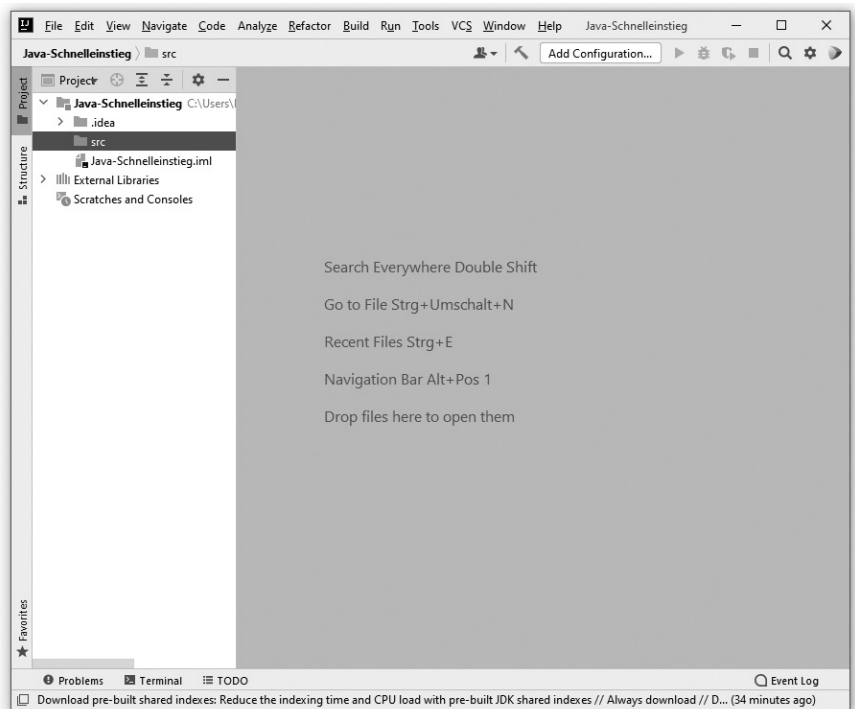 IJ File Edit View Navigate Code Analyze Refactor Build Run Tools VCS Window Help Java-Schnelleinstieg
Java-Schnelleinstieg src Add Configuration...
Project
Project
Java-Schnelleinstieg C:\Users\
.idea
src
Java-Schnelleinstieg.iml
External Libraries
Scratches and Consoles
Structure
Search Everywhere Double Shift
Go to File Strg+Umschalt+N
Recent Files Strg+E
Navigation Bar Alt+Pos 1
Drop files here to open them
Favorites
Problems Terminal TODO Event Log
Download pre-built shared indexes: Reduce the indexing time and CPU load with pre-built JDK shared indexes // Always download // D... (34 minutes ago)